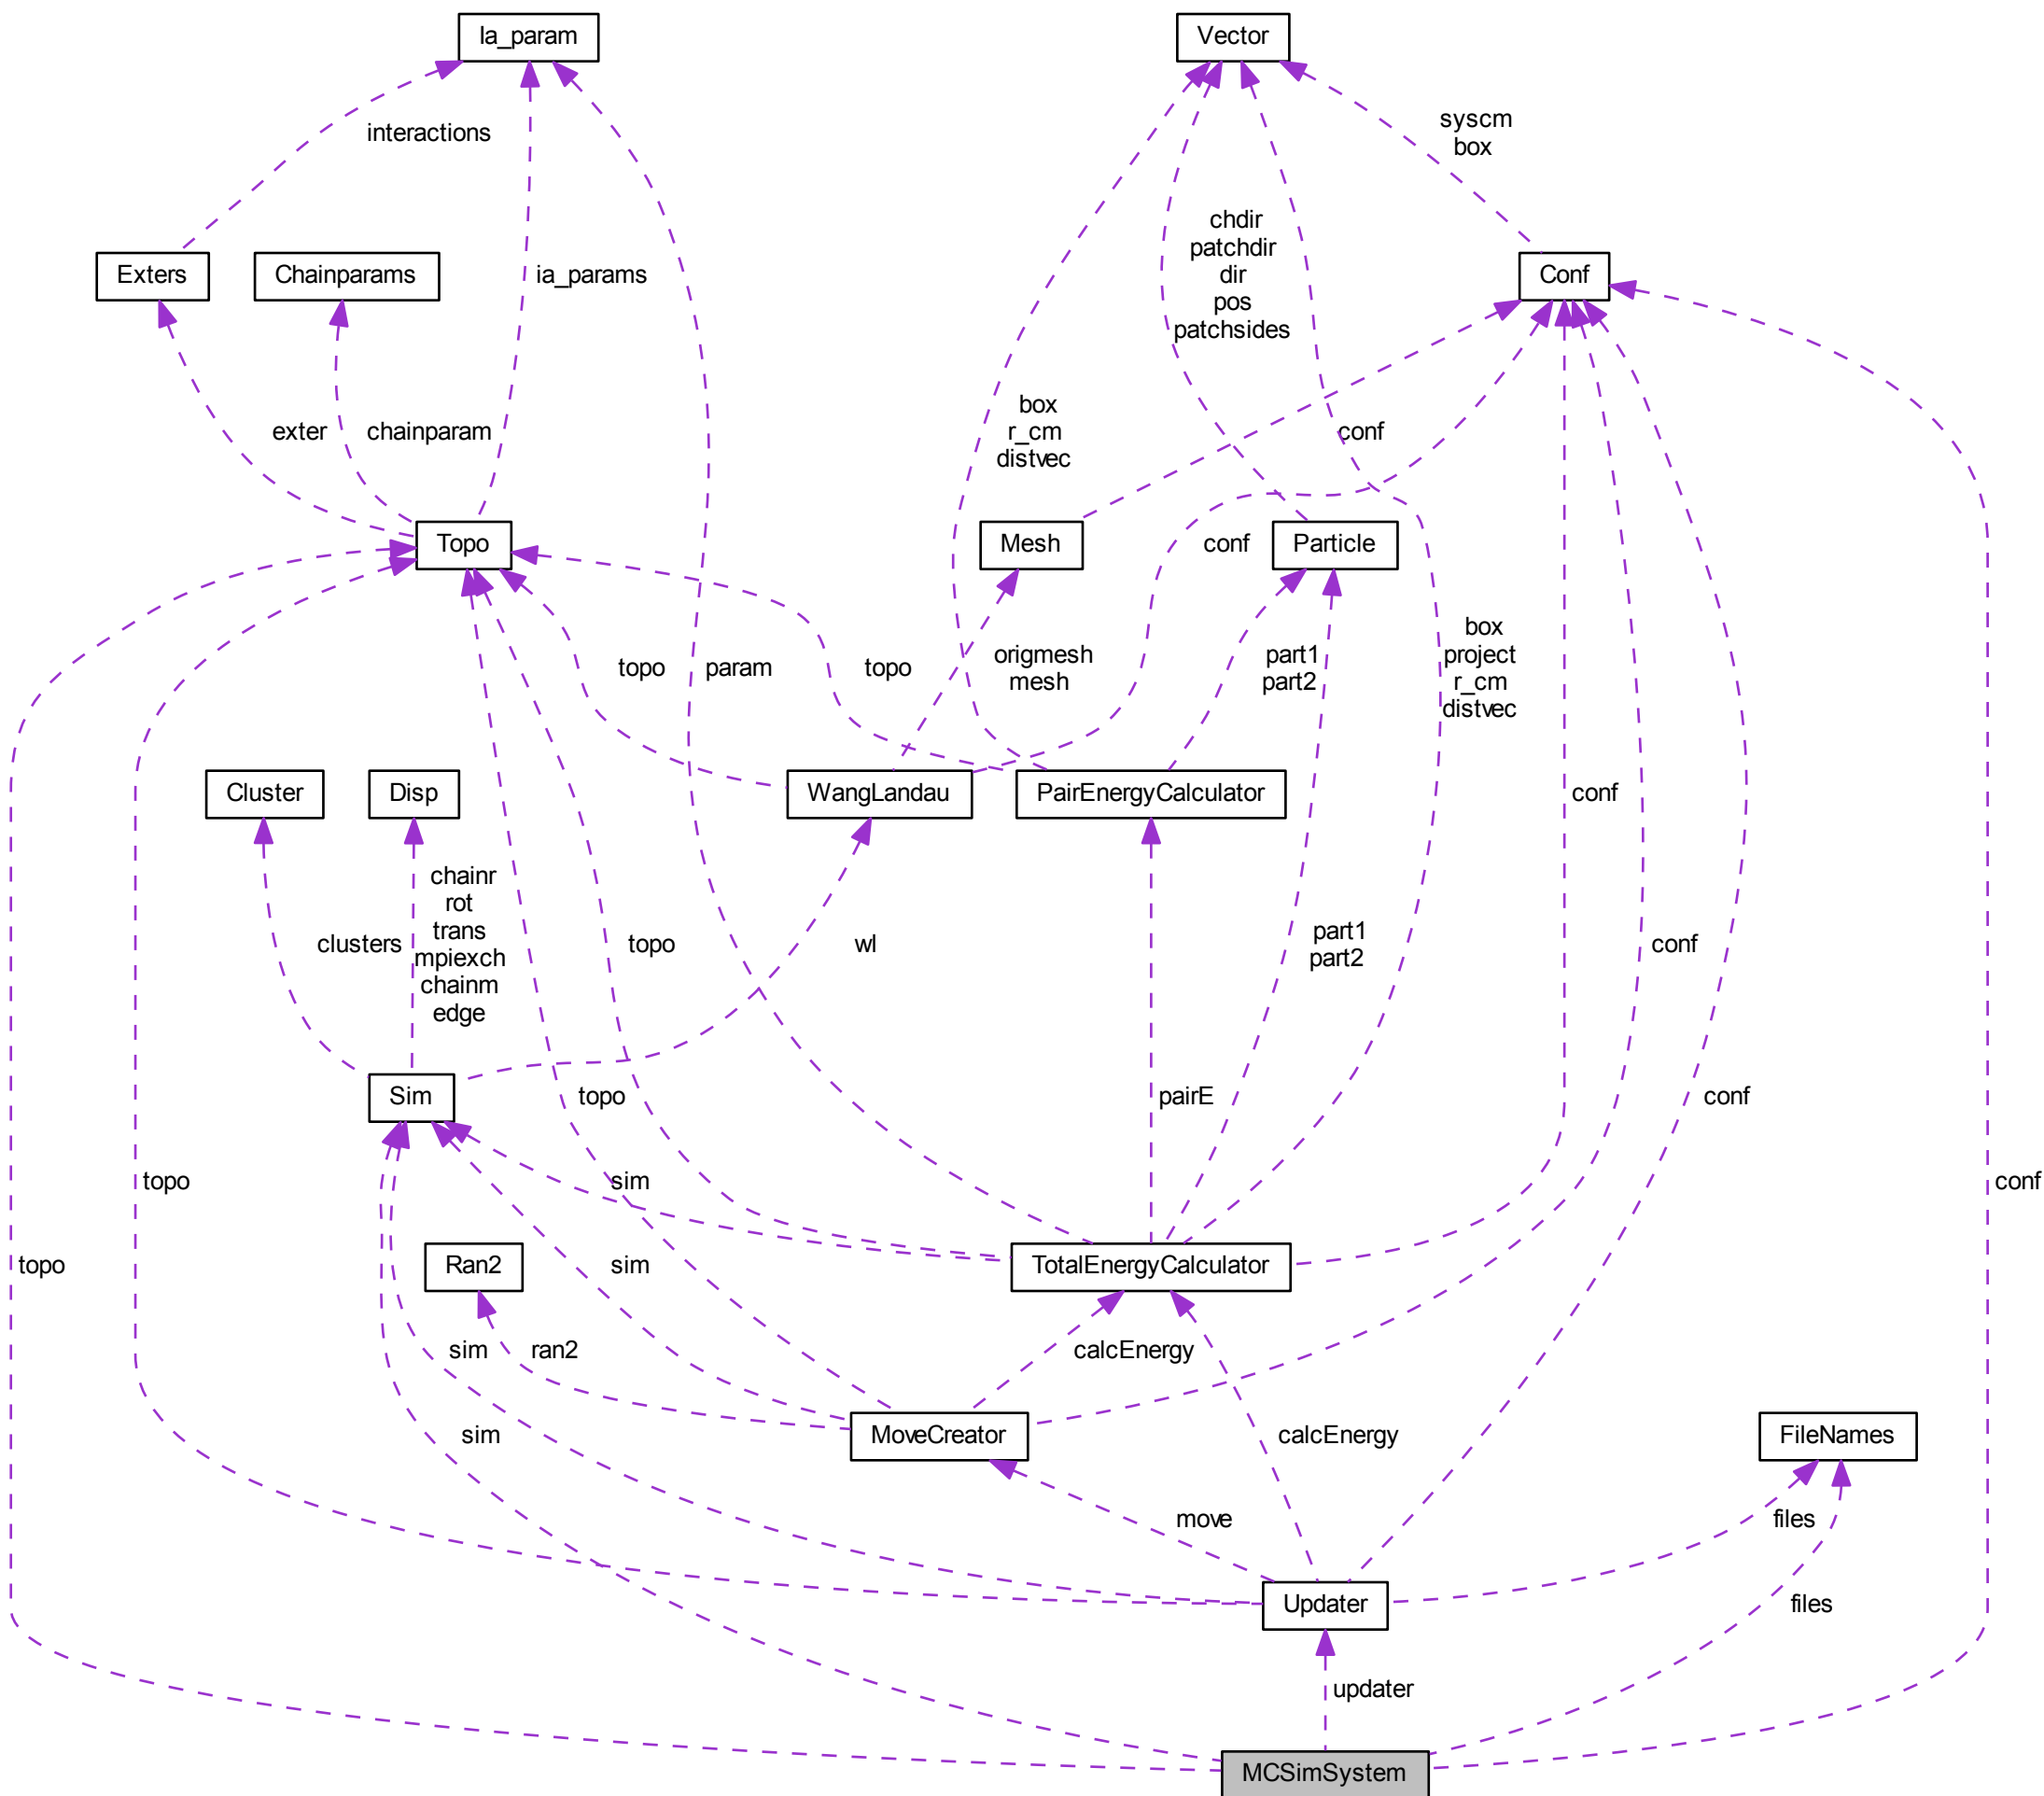 Ia_param
Vector
interactions
syscm
box
Exters
Chainparams
ia_params
chdir
patchdir
dir
pos
patchsides
Conf
exter
chainparam
box
r_cm
distvec
conf
Topo
Mesh
conf
Particle
topo
param
topo
origmesh
mesh
part1
part2
box
project
r_cm
distvec
Cluster
Disp
WangLandau
PairEnergyCalculator
conf
clusters
chainr
rot
trans
mpiexch
chainm
edge
wl
topo
part1
part2
conf
Sim
topo
pairE
conf
topo
sim
conf
topo
Ran2
sim
TotalEnergyCalculator
sim
ran2
calcEnergy
sim
MoveCreator
calcEnergy
FileNames
move
files
Updater
files
updater
MCSimSystem